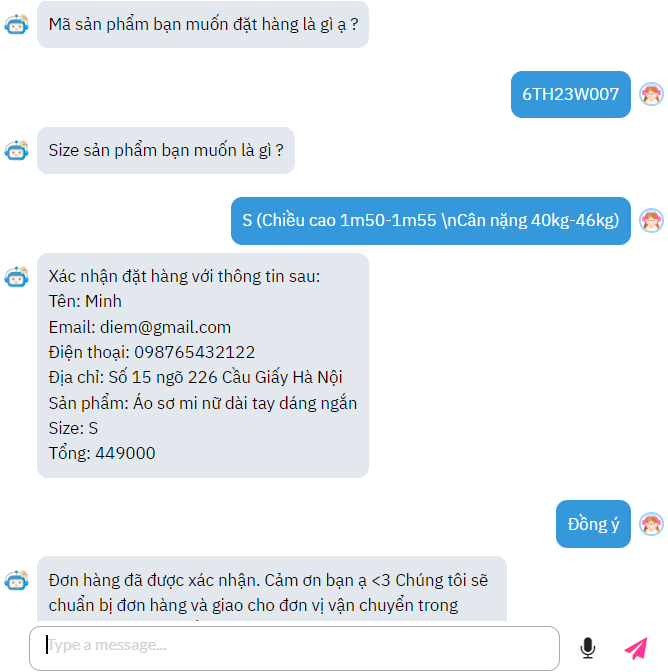 Mã sản phẩm bạn muốn đặt hàng là gì ạ ?
6TH23W007
Size sản phẩm bạn muốn là gì ?
S (Chiều cao 1m50-1m55 \nCân nặng 40kg-46kg)
Xác nhận đặt hàng với thông tin sau:
Tên: Minh
Email: diem@gmail.com
Điện thoại: 098765432122
Địa chỉ: Số 15 ngõ 226 Cầu Giấy Hà Nội
Sản phẩm: Áo sơ mi nữ dài tay dáng ngắn
Size: S
Tổng: 449000
Đồng ý
Đơn hàng đã được xác nhận. Cảm ơn bạn ạ <3 Chúng tôi sẽ
chuẩn bị đơn hàng và giao cho đơn vị vận chuyển trong
Type a message...